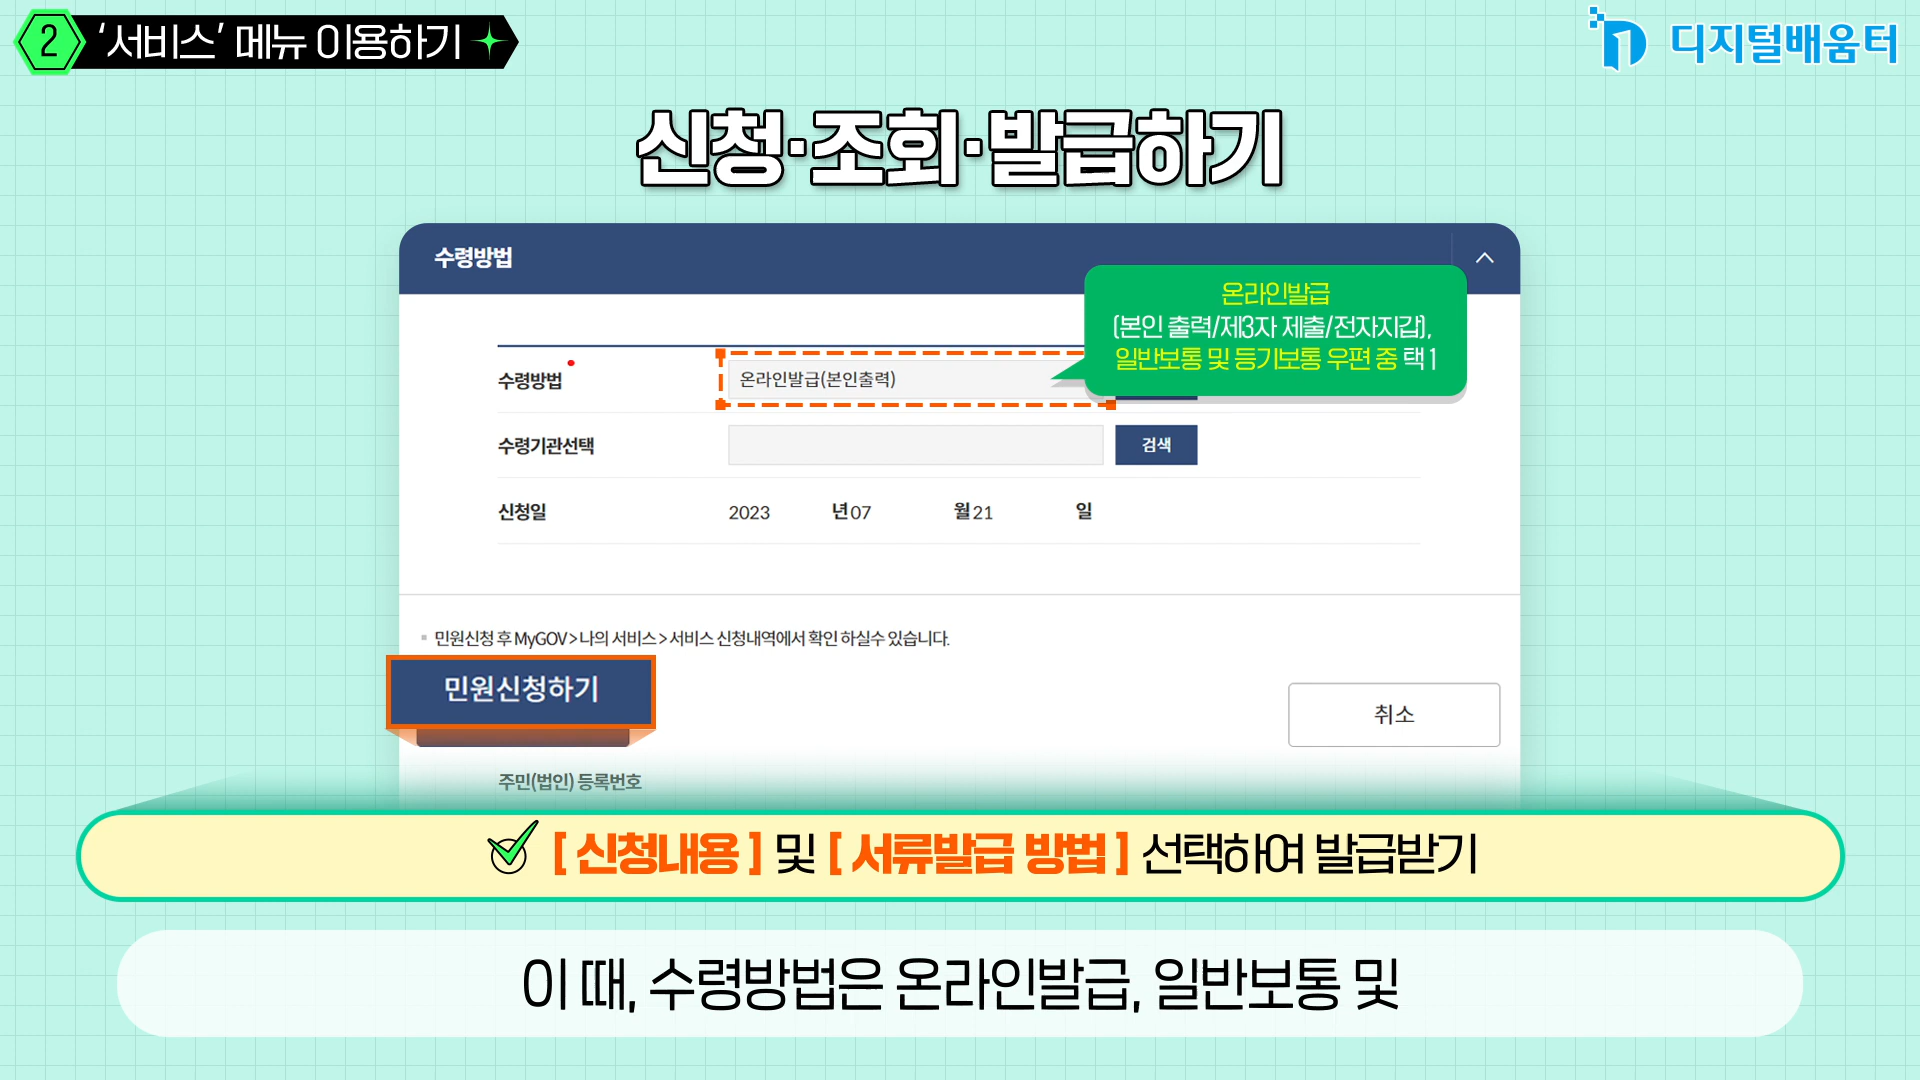 2 ‘서비스’ 메뉴 이용하기
디지털배움터
신청·조회·발급하기
수령방법
온라인발급
(본인 출력/제3자 제출/전자지갑),
일반보통 및 등기보통 우편 중 택1
수령방법 온라인발급(본인출력)
수령기관선택 검색
신청일 2023 년 07 월 21 일
민원신청 후 MyGOV > 나의 서비스 > 서비스 신청내역에서 확인 하실수 있습니다.
민원신청하기
취소
주민(법인) 등록번호
[ 신청내용 ] 및 [ 서류발급 방법 ] 선택하여 발급받기
이 때, 수령방법은 온라인발급, 일반보통 및